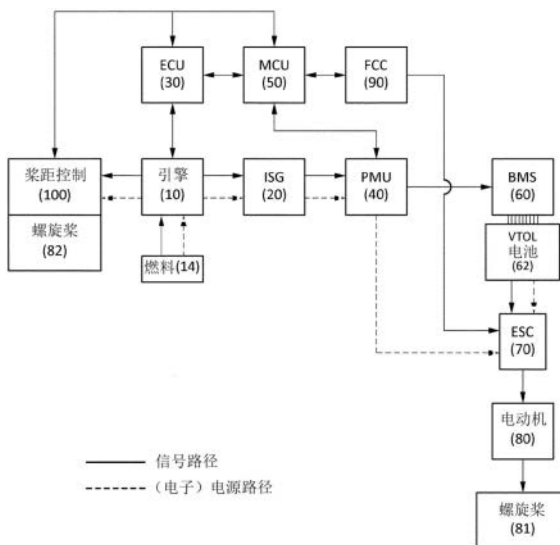 ECU
(30)
MCU
(50)
FCC
(90)
桨距控制
(100)
引擎
(10)
ISG
(20)
PMU
(40)
BMS
(60)
螺旋桨
(82)
燃料(14)
VTOL
电池
(62)
ESC
(70)
电动机
(80)
信号路径
(电子)电源路径
螺旋桨
(81)